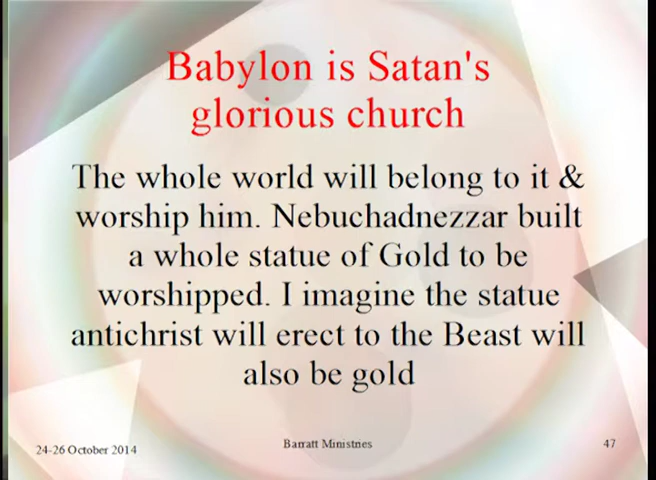 Babylon is Satan's
glorious church
The whole world will belong to it &
worship him. Nebuchadnezzar built
a whole statue of Gold to be
worshipped. I imagine the statue
antichrist will erect to the Beast will
also be gold
24-26 October 2014
Barratt Ministries
47